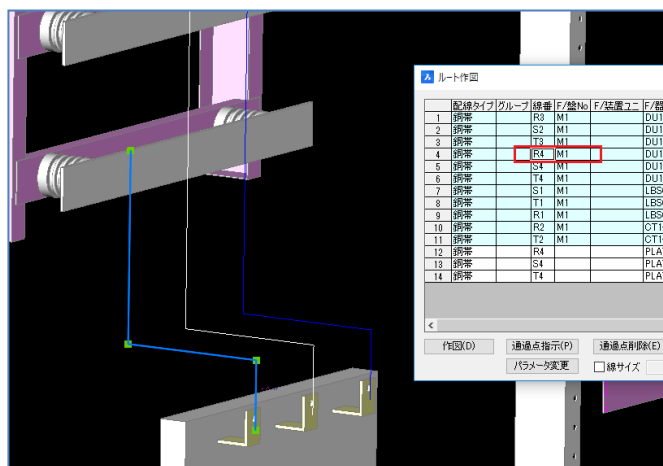 ルート作図
配線タイプ グループ 線番 F/盤No F/装置ユニ F/器
1 銅帯 R3 M1 DU1
2 銅帯 S2 M1 DU1
3 銅帯 T3 M1 DU1
4 銅帯 R4 M1 DU1
5 銅帯 S4 M1 DU1
6 銅帯 T4 M1 DU1
7 銅帯 S1 M1 LBS
8 銅帯 T1 M1 LBS
9 銅帯 R1 M1 LBS
10 銅帯 R2 M1 CT1
11 銅帯 T2 M1 CT1
12 銅帯 R4 PLA
13 銅帯 S4 PLA
14 銅帯 T4 PLA
作図(D) 通過点指示(P) 通過点削除(E)
パラメータ変更 線サイズ